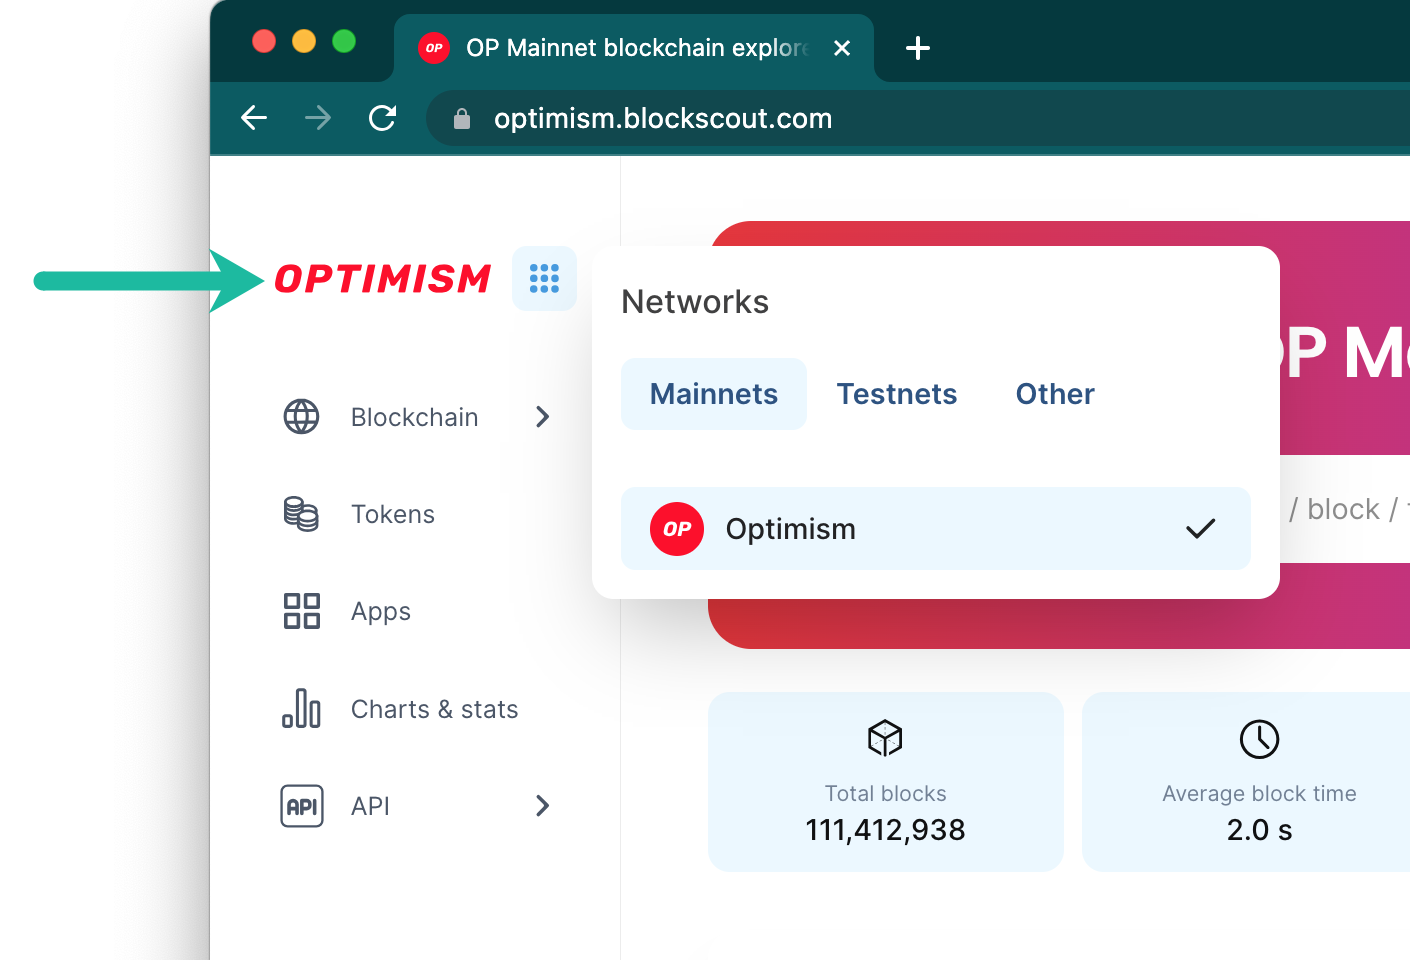 OP
OP Mainnet blockchain explore
optimism.blockscout.com
OPTIMISM
Networks
Mainnets Testnets Other
OP Optimism
Blockchain
Tokens
Apps
Charts & stats
API API
OP M
/ block /
Total blocks
111,412,938
Average block time
2.0 s